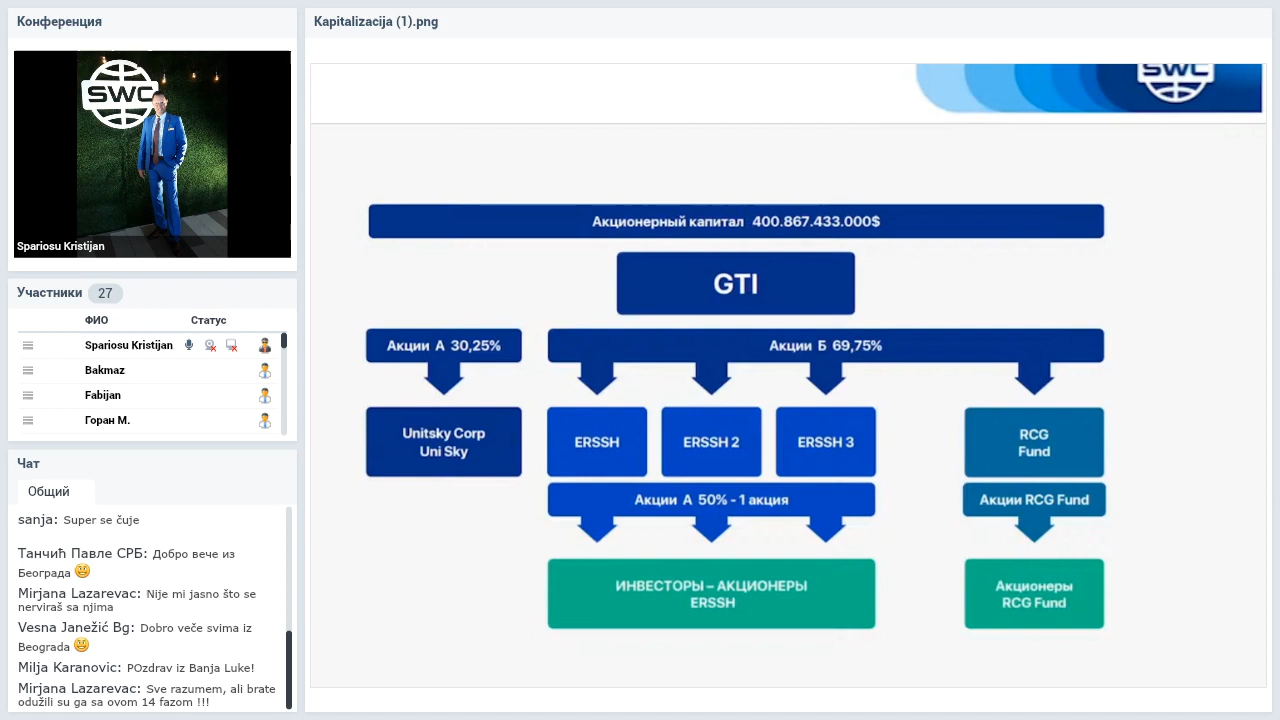 Конференция
SWC
Spariosu Kristijan
Участники 27
ФИО Статус
Spariosu Kristijan
Bakmaz
Fabijan
Горан М.
Чат
Общий
sanja: Super se čuje
Танчић Павле СРБ: Добро вече из
Београда
Mirjana Lazarevac: Nije mi jasno što se
nerviraš sa njima
Vesna Janežić Bg: Dobro veče svima iz
Beograda
Milja Karanovic: POzdrav iz Banja Luke!
Mirjana Lazarevac: Sve razumem, ali brate
odužili su ga sa ovom 14 fazom !!!
Kapitalizacija (1).png
SWC
Акционерный капитал 400.867.433.000$
GTI
Акции А 30,25%
Акции Б 69,75%
Unitsky Corp
Uni Sky
ERSSH
ERSSH 2
ERSSH 3
RCG
Fund
Акции А 50% - 1 акция
Акции RCG Fund
ИНВЕСТОРЫ – АКЦИОНЕРЫ
ERSSH
Акционеры
RCG Fund